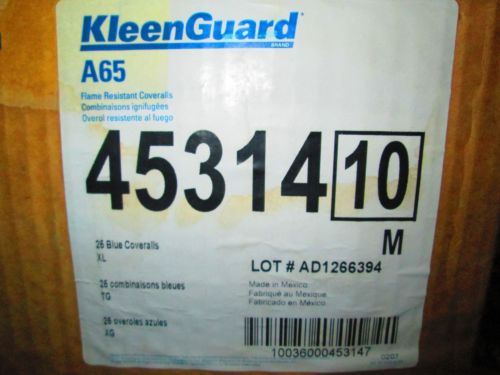 KleenGuard
BRAND
A65
Flame Resistant Coveralls
Combinaisons ignifugées
Overol resistente al fuego
45314 10
M
25 Blue Coveralls
XL
LOT # AD1266394
25 combinaisons bleues
TG
Made in Mexico.
Fabriqué au Mexique.
Fabricado en México.
25 overoles azules
XG
10036000453147
0207